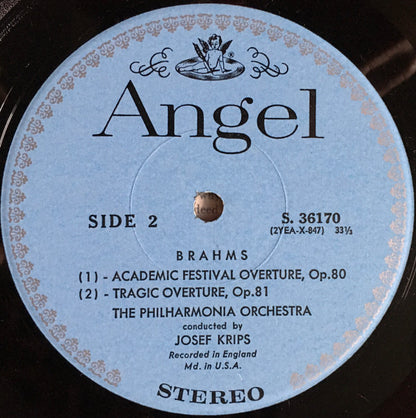 Angel
SIDE 2
S. 36170
(2YEA-X-847) 33⅓
BRAHMS
(1) - ACADEMIC FESTIVAL OVERTURE, Op.80
(2) - TRAGIC OVERTURE, Op.81
THE PHILHARMONIA ORCHESTRA
conducted by
JOSEF KRIPS
Recorded in England
Md. in U.S.A.
STEREO